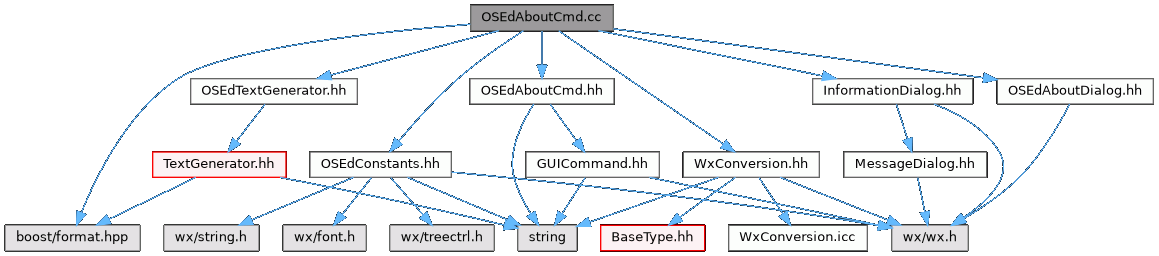 OSEdAboutCmd.cc
OSEdTextGenerator.hh
OSEdAboutCmd.hh
InformationDialog.hh
OSEdAboutDialog.hh
TextGenerator.hh
OSEdConstants.hh
GUICommand.hh
WxConversion.hh
MessageDialog.hh
boost/format.hpp
wx/string.h
wx/font.h
wx/treectrl.h
string
BaseType.hh
WxConversion.icc
wx/wx.h